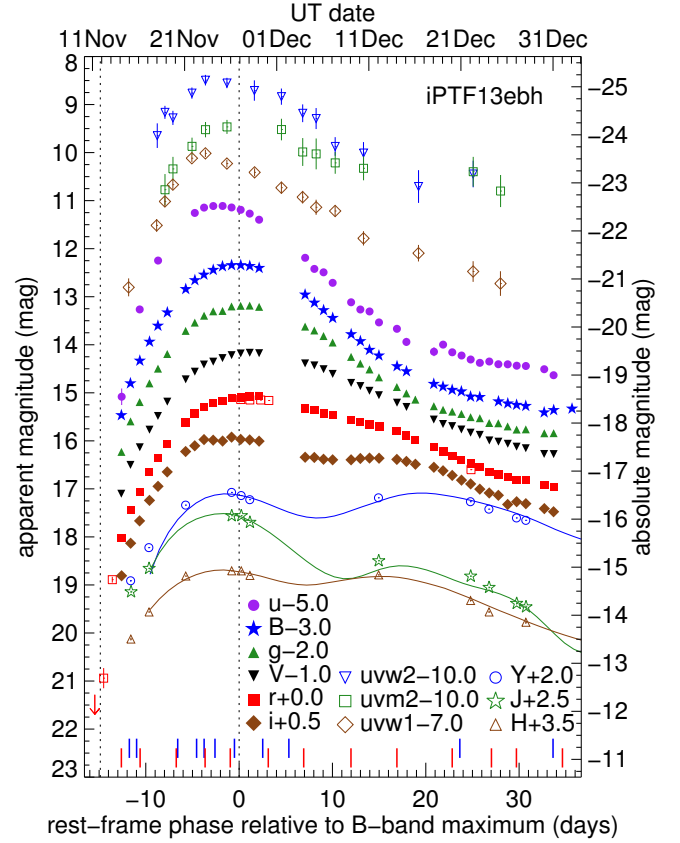 UT date
11Nov 21Nov 01Dec 11Dec 21Dec 31Dec
iPTF13ebh
apparent magnitude (mag)
8
9
10
11
12
13
14
15
16
17
18
19
20
21
22
23
absolute magnitude (mag)
−25
−24
−23
−22
−21
−20
−19
−18
−17
−16
−15
−14
−13
−12
−11
u−5.0
B−3.0
g−2.0
V−1.0 uvw2−10.0 Y+2.0
r+0.0 uvm2−10.0 J+2.5
i+0.5 uvw1−7.0 H+3.5
−10 0 10 20 30
rest−frame phase relative to B−band maximum (days)